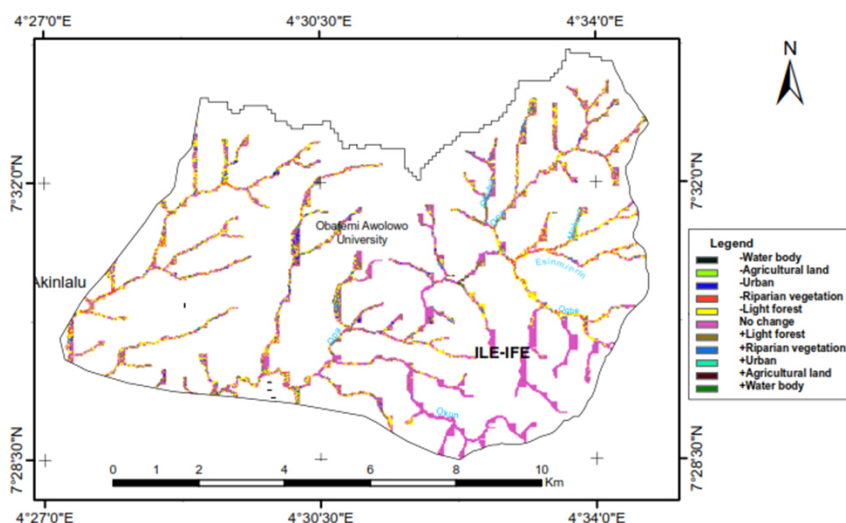 4°27'0"E
4°30'30"E
4°34'0"E
N
7°32'0"N
7°32'0"N
Obafemi Awolowo
University
Esinmirin
Akinlalu
Opa
ILE-IFE
7°28'30"N
7°28'30"N
0 2 4 6 8 10
Km
4°27'0"E
4°30'30"E
4°34'0"E
Legend
-Water body
-Agricultural land
-Urban
-Riparian vegetation
-Light forest
No change
+Light forest
+Riparian vegetation
+Urban
+Agricultural land
+Water body